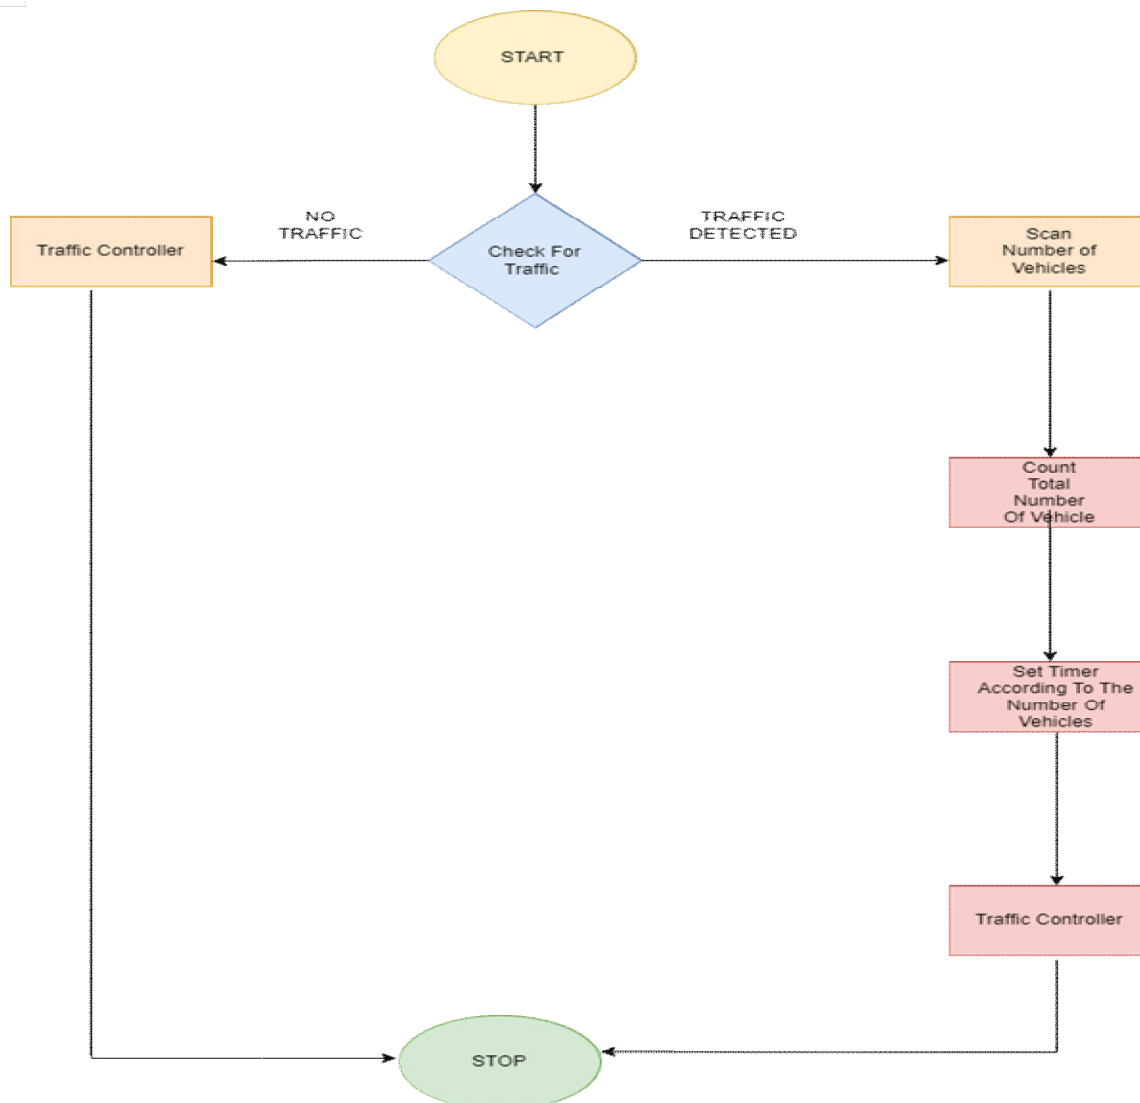 START
NO
TRAFFIC
TRAFFIC
DETECTED
Traffic Controller
Check For
Traffic
Scan
Number of
Vehicles
Count
Total
Number
Of Vehicle
Set Timer
According To The
Number Of
Vehicles
Traffic Controller
STOP